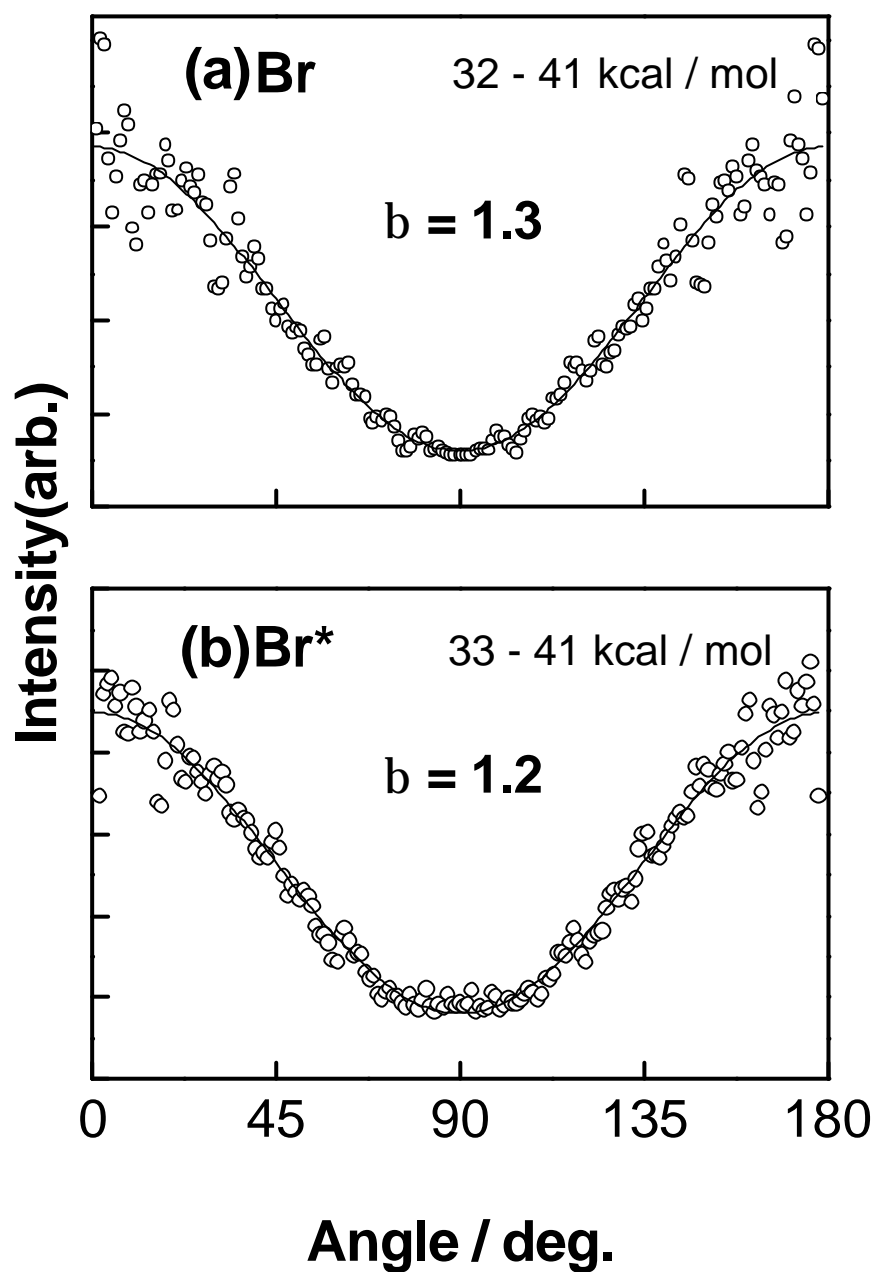 (a)Br 32 - 41 kcal / mol
b = 1.3
Intensity(arb.)
(b)Br* 33 - 41 kcal / mol
b = 1.2
0 45 90 135 180
Angle / deg.